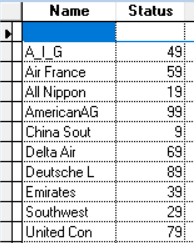 Name Status
A_I_G 49
Air France 59
All Nippon 19
AmericanAG 99
China Sout 9
Delta Air 69
Deutsche L 89
Emirates 39
Southwest 29
United Con 79